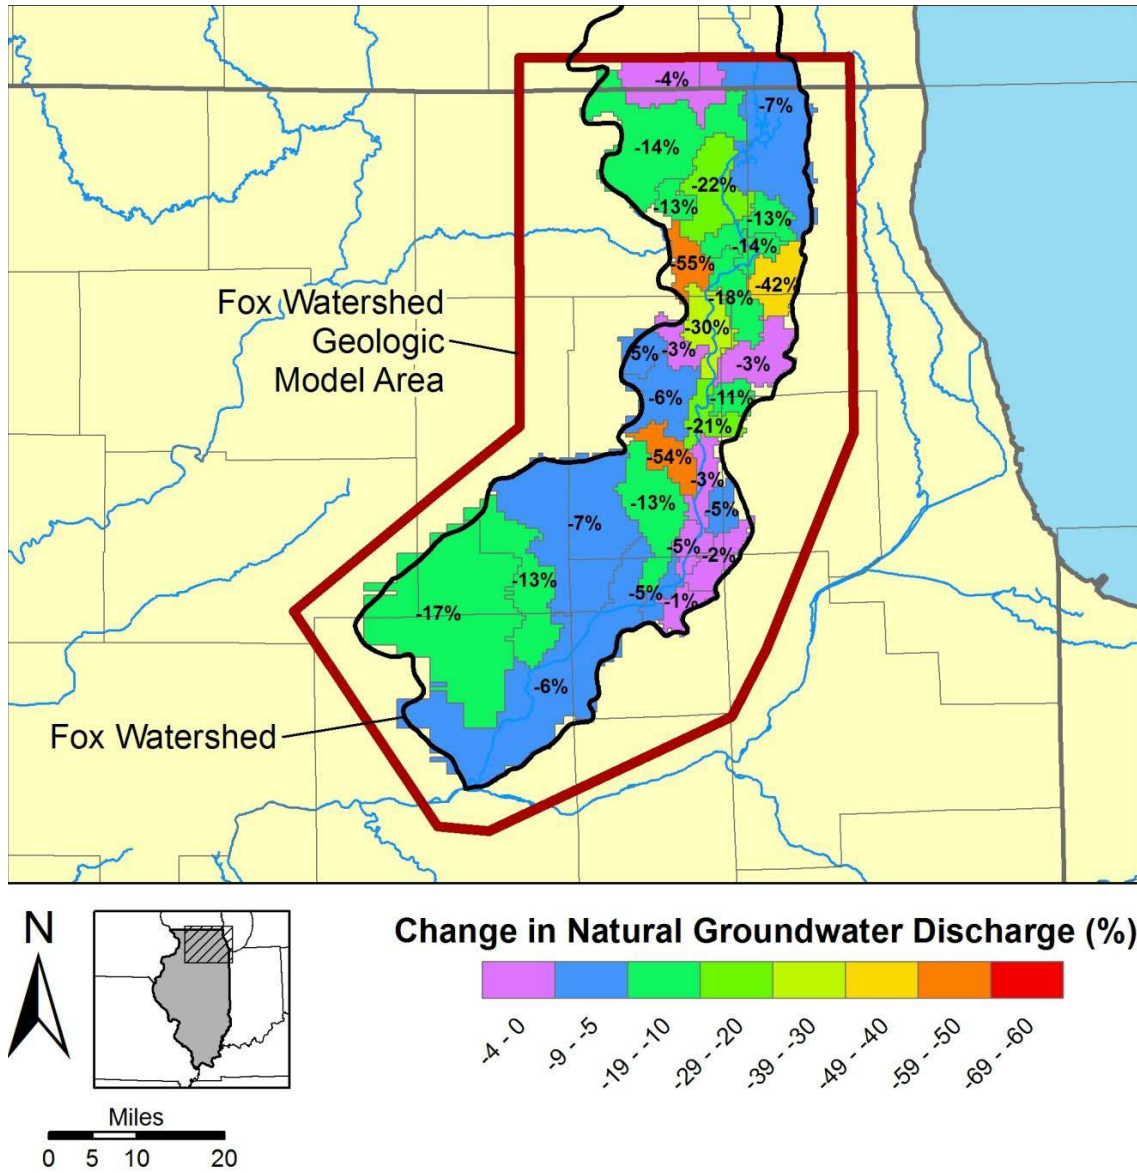 -4%
-7%
-14%
-22%
-13%
-13%
-14%
-55%
-42%
-18%
Fox Watershed
Geologic
Model Area
-30%
5%
-3%
-3%
-6%
-11%
-21%
-54%
-3%
-13%
-5%
-7%
-5%
-2%
-13%
-5%
-1%
-17%
-6%
Fox Watershed
N
Change in Natural Groundwater Discharge (%)
-4 - 0
-9 - -5
-19 - -10
-29 - -20
-39 - -30
-49 - -40
-59 - -50
-69 - -60
Miles
0 5 10 20